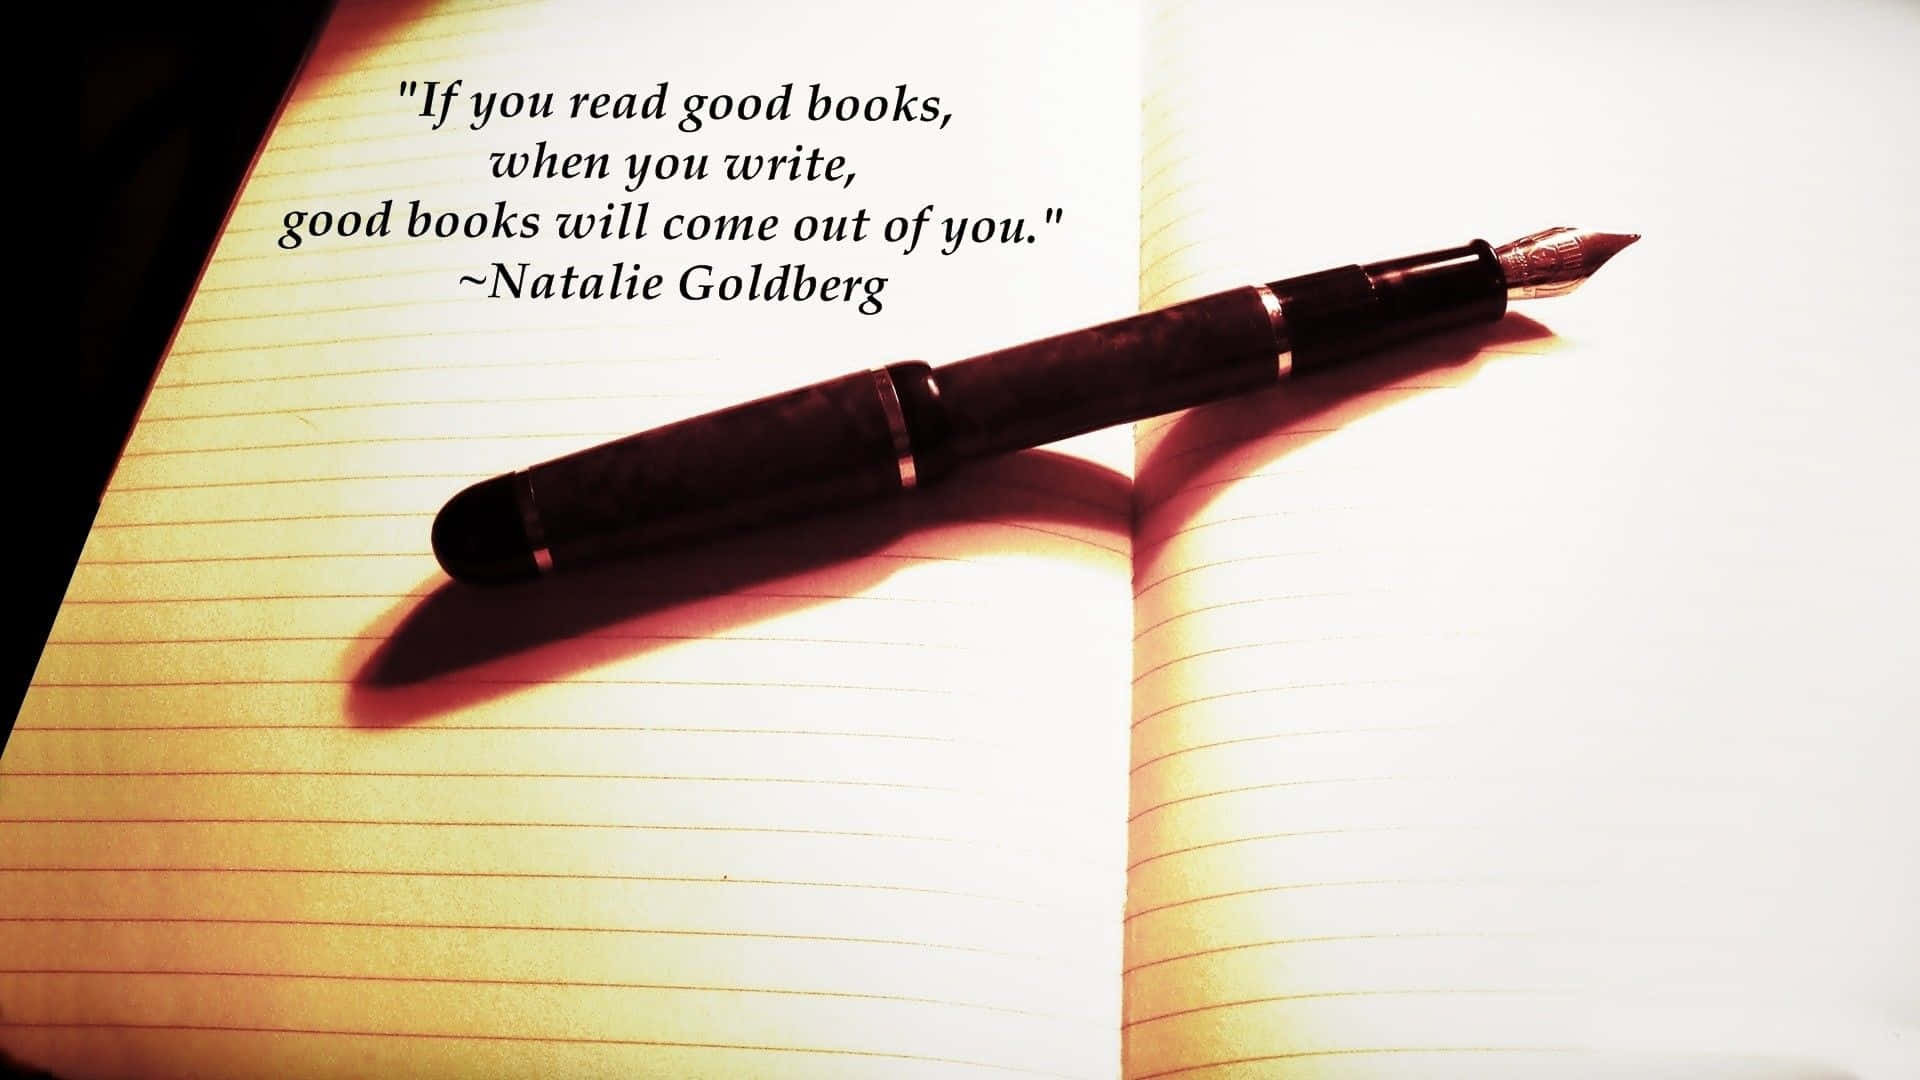 "If you read good books,
when you write,
good books will come out of you."
~Natalie Goldberg